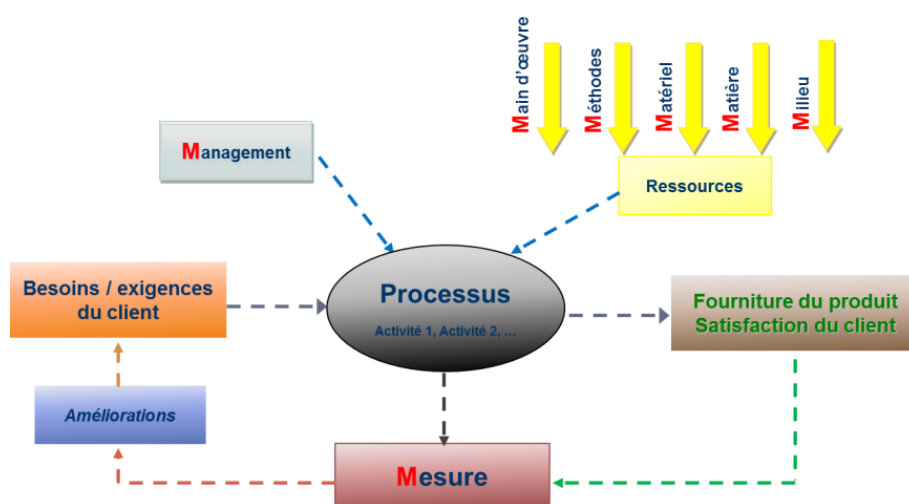 Main d'œuvre
Méthodes
Matériel
Matière
Milieu
Management
Ressources
Besoins / exigences
du client
Processus
Activité 1, Activité 2, ...
Fourniture du produit
Satisfaction du client
Améliorations
Mesure